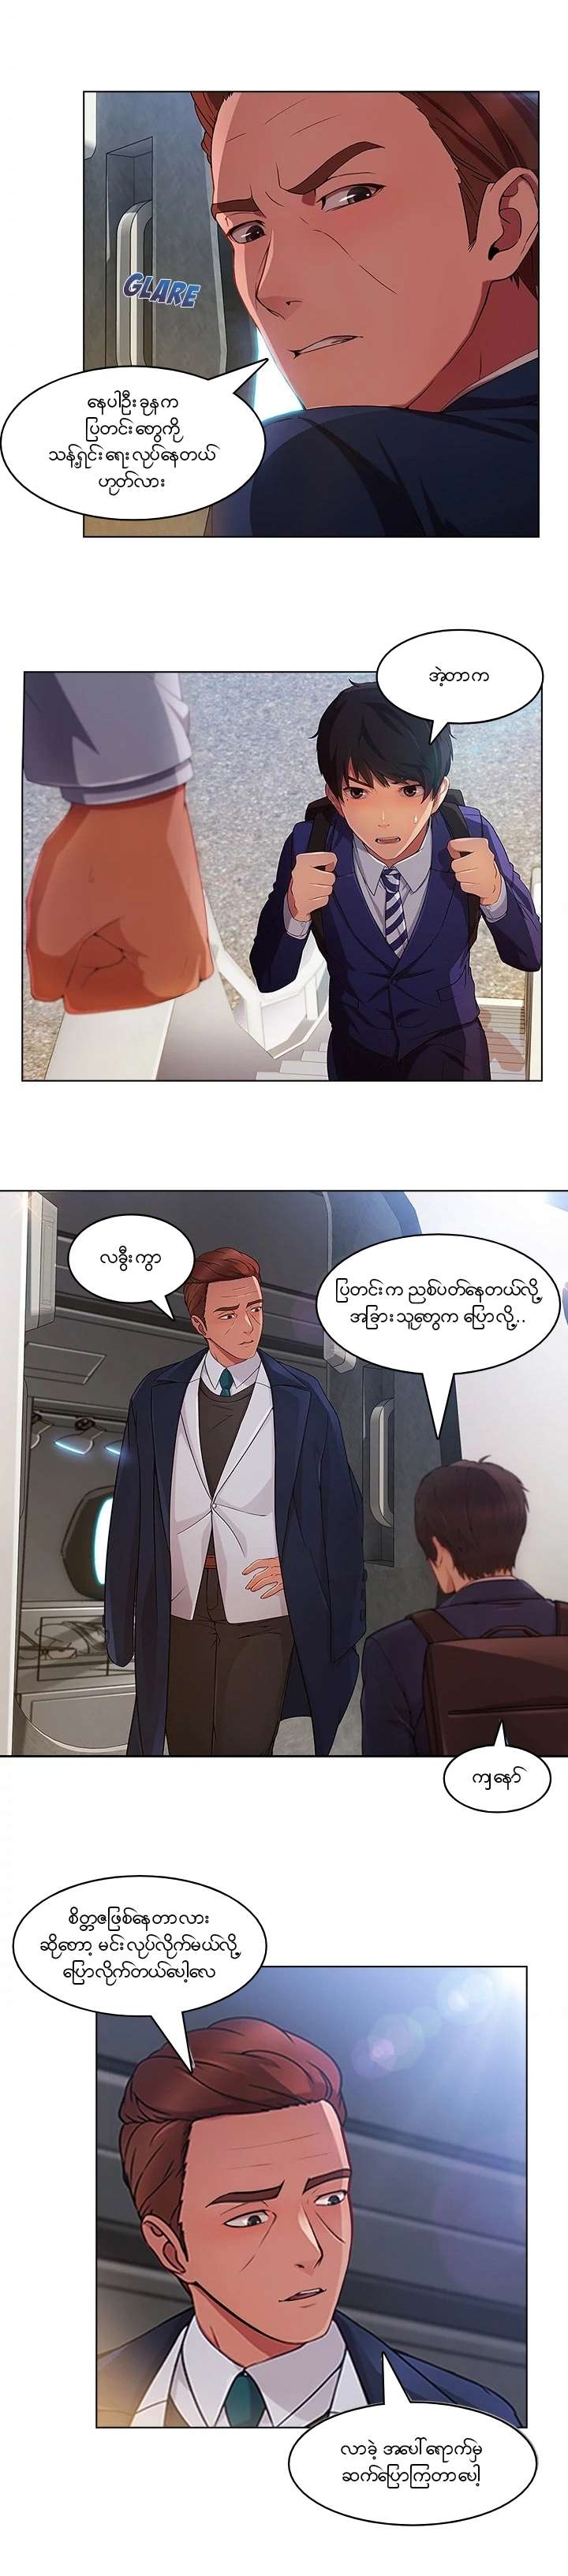 GLARE
နေပါဦး ခုနက
ပြတင်းတွေကို
သန့်ရှင်းရေး လုပ်နေတယ်
ဟုတ်လား
အဲ့တာက
လခွီးကွာ
ပြတင်းက ညစ်ပတ်နေတယ်လို့
အခြားသူတွေက ပြောလို့..
ကျနော်
စိတ္တဇဖြစ်နေတာလား
ဆိုတော့ မင်းလုပ်လိုက်မယ်လို့
ပြောလိုက်တယ်ပေါ့လေ
လာခဲ့ အပေါ်ရောက်မှ
ဆက်ပြောကြတာပေါ့